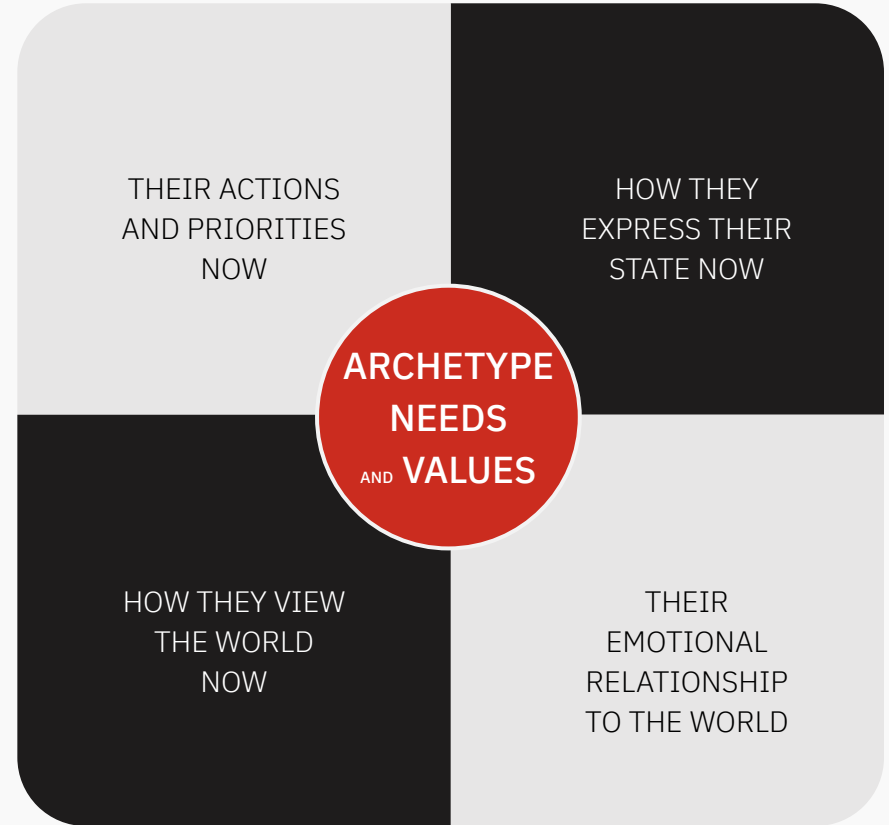 THEIR ACTIONS
AND PRIORITIES
NOW
HOW THEY
EXPRESS THEIR
STATE NOW
ARCHETYPE
NEEDS
AND VALUES
HOW THEY VIEW
THE WORLD
NOW
THEIR
EMOTIONAL
RELATIONSHIP
TO THE WORLD